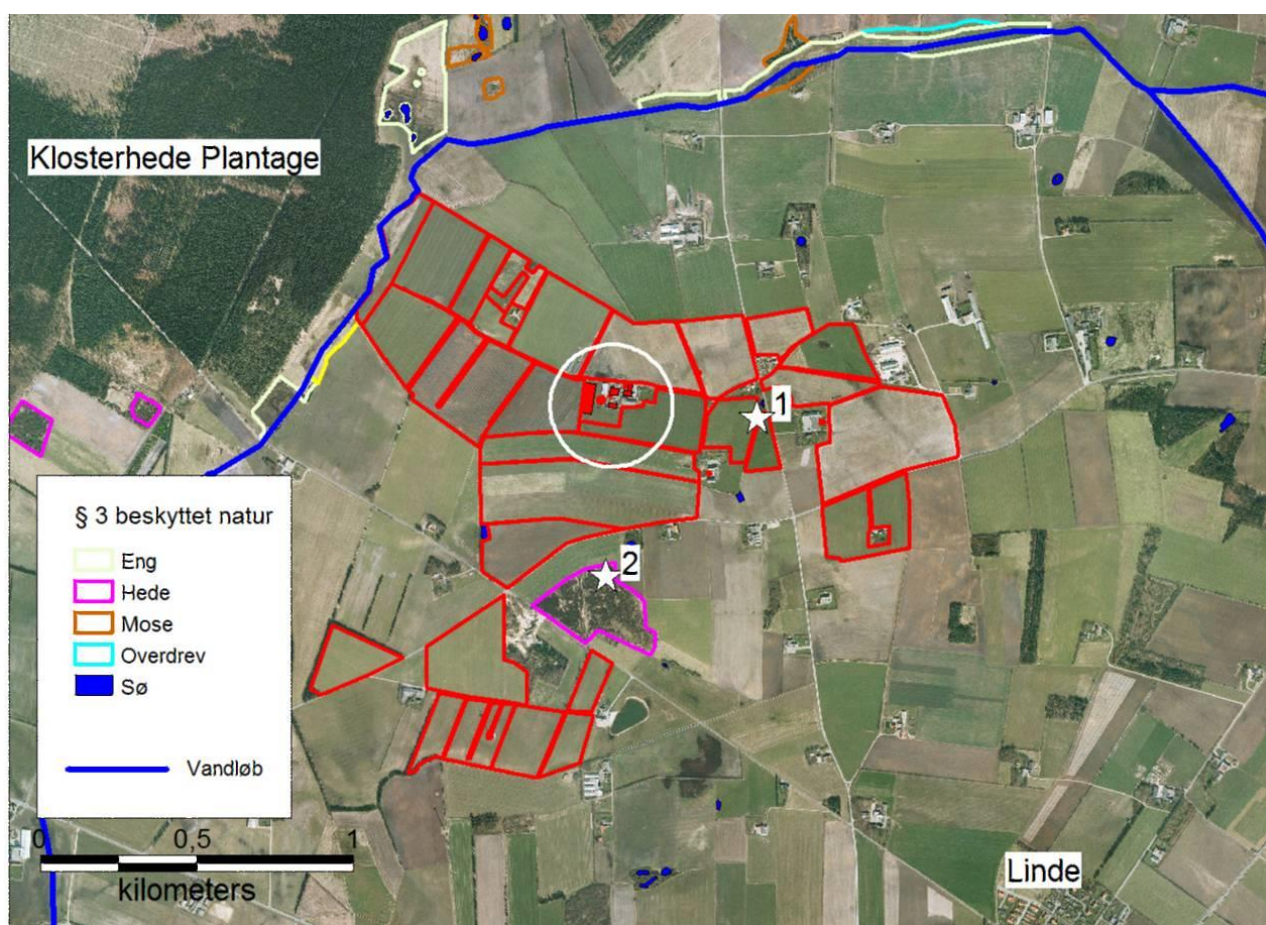 Klosterhede Plantage
1
2
§ 3 beskyttet natur
Eng
Hede
Mose
Overdrev
Sø
Vandløb
0 0,5 1
kilometers
Linde